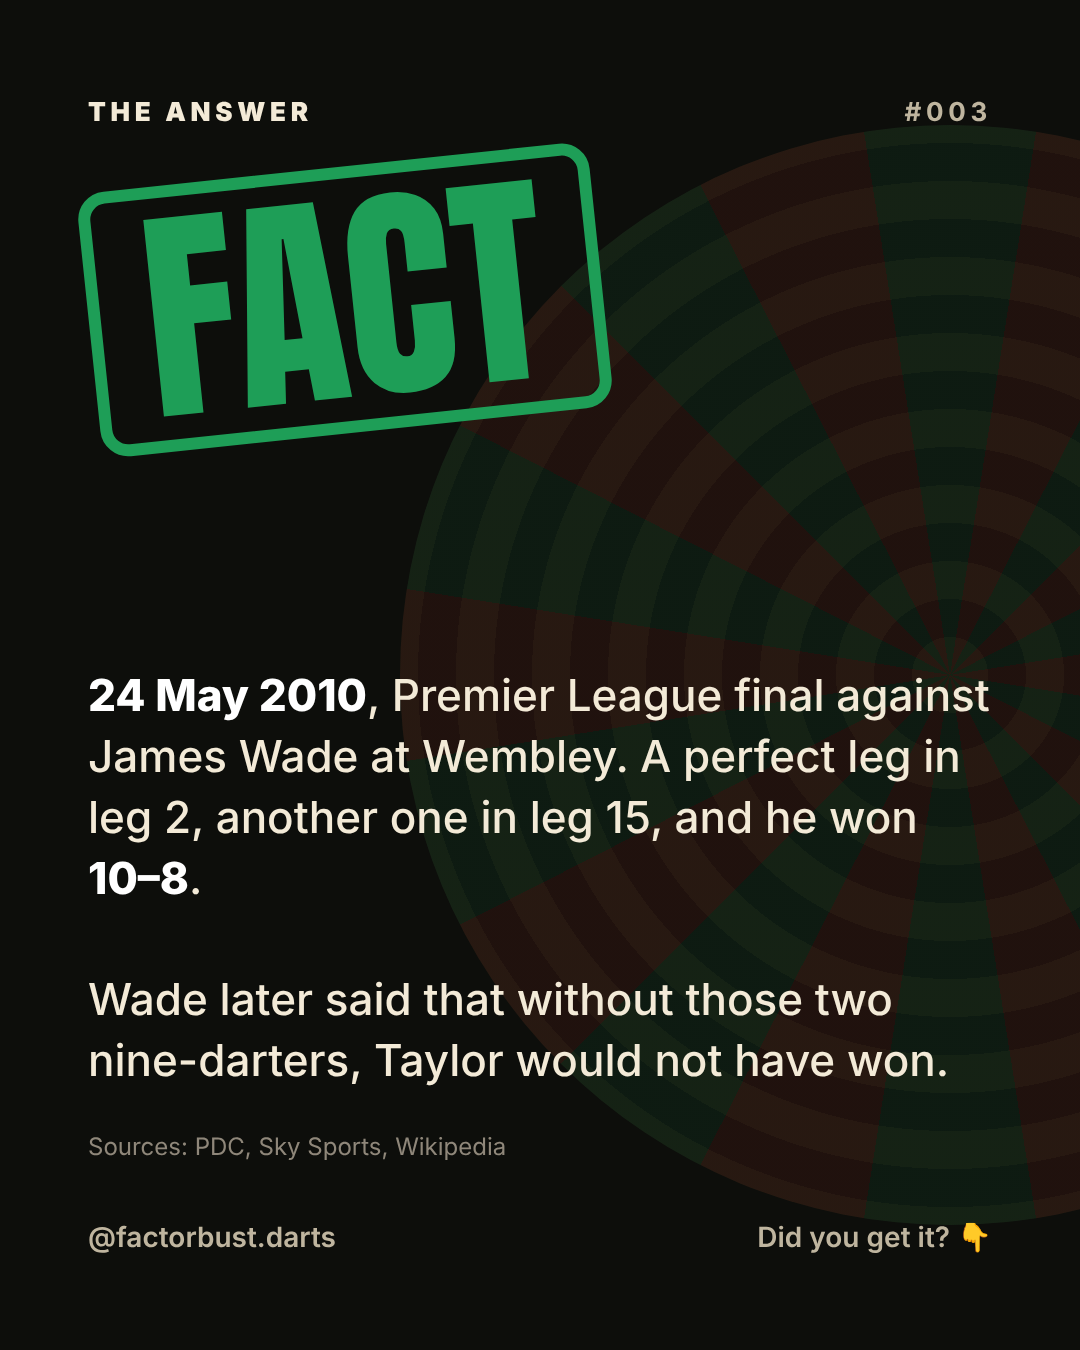 THE ANSWER
#003
FACT
24 May 2010, Premier League final against
James Wade at Wembley. A perfect leg in
leg 2, another one in leg 15, and he won
10–8.
Wade later said that without those two
nine-darters, Taylor would not have won.
Sources: PDC, Sky Sports, Wikipedia
@factorbust.darts
Did you get it? 👇